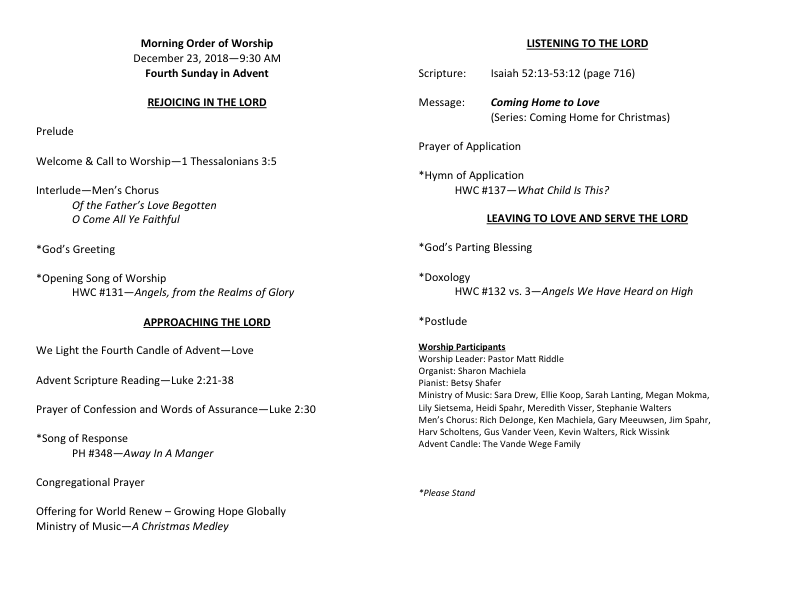 Morning Order of Worship
December 23, 2018—9:30 AM
Fourth Sunday in Advent
REJOICING IN THE LORD
Prelude
Welcome & Call to Worship—1 Thessalonians 3:5
Interlude—Men's Chorus
Of the Father's Love Begotten
O Come All Ye Faithful
*God's Greeting
*Opening Song of Worship
HWC #131—Angels, from the Realms of Glory
APPROACHING THE LORD
We Light the Fourth Candle of Advent—Love
Advent Scripture Reading—Luke 2:21-38
Prayer of Confession and Words of Assurance—Luke 2:30
*Song of Response
PH #348—Away In A Manger
Congregational Prayer
Offering for World Renew – Growing Hope Globally
Ministry of Music—A Christmas Medley
LISTENING TO THE LORD
Scripture: Isaiah 52:13-53:12 (page 716)
Message: Coming Home to Love
(Series: Coming Home for Christmas)
Prayer of Application
*Hymn of Application
HWC #137—What Child Is This?
LEAVING TO LOVE AND SERVE THE LORD
*God's Parting Blessing
*Doxology
HWC #132 vs. 3—Angels We Have Heard on High
*Postlude
Worship Participants
Worship Leader: Pastor Matt Riddle
Organist: Sharon Machiela
Pianist: Betsy Shafer
Ministry of Music: Sara Drew, Ellie Koop, Sarah Lanting, Megan Mokma,
Lily Sietsema, Heidi Spahr, Meredith Visser, Stephanie Walters
Men's Chorus: Rich DeJonge, Ken Machiela, Gary Meeuwsen, Jim Spahr,
Harv Scholtens, Gus Vander Veen, Kevin Walters, Rick Wissink
Advent Candle: The Vande Wege Family
*Please Stand